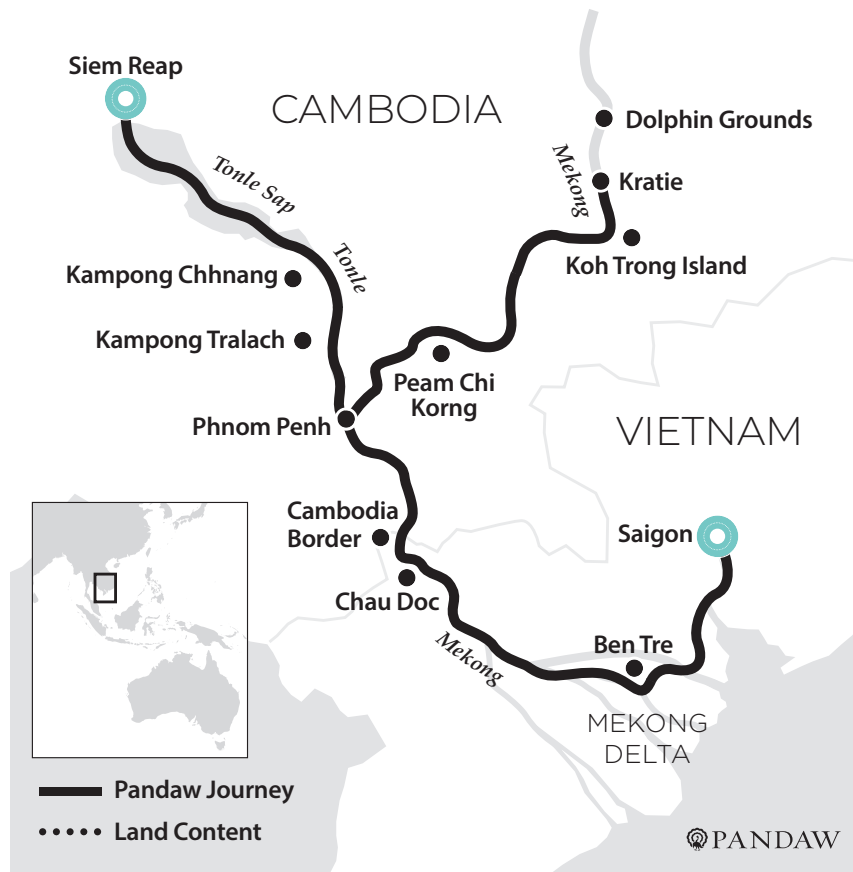 Siem Reap
CAMBODIA
Dolphin Grounds
Mekong
Kratie
Tonle Sap
Tonle
Koh Trong Island
Kampong Chhnang
Kampong Tralach
Peam Chi
Korng
Phnom Penh
VIETNAM
Cambodia
Border
Saigon
Chau Doc
Mekong
Ben Tre
MEKONG
DELTA
Pandaw Journey
Land Content
PANDAW